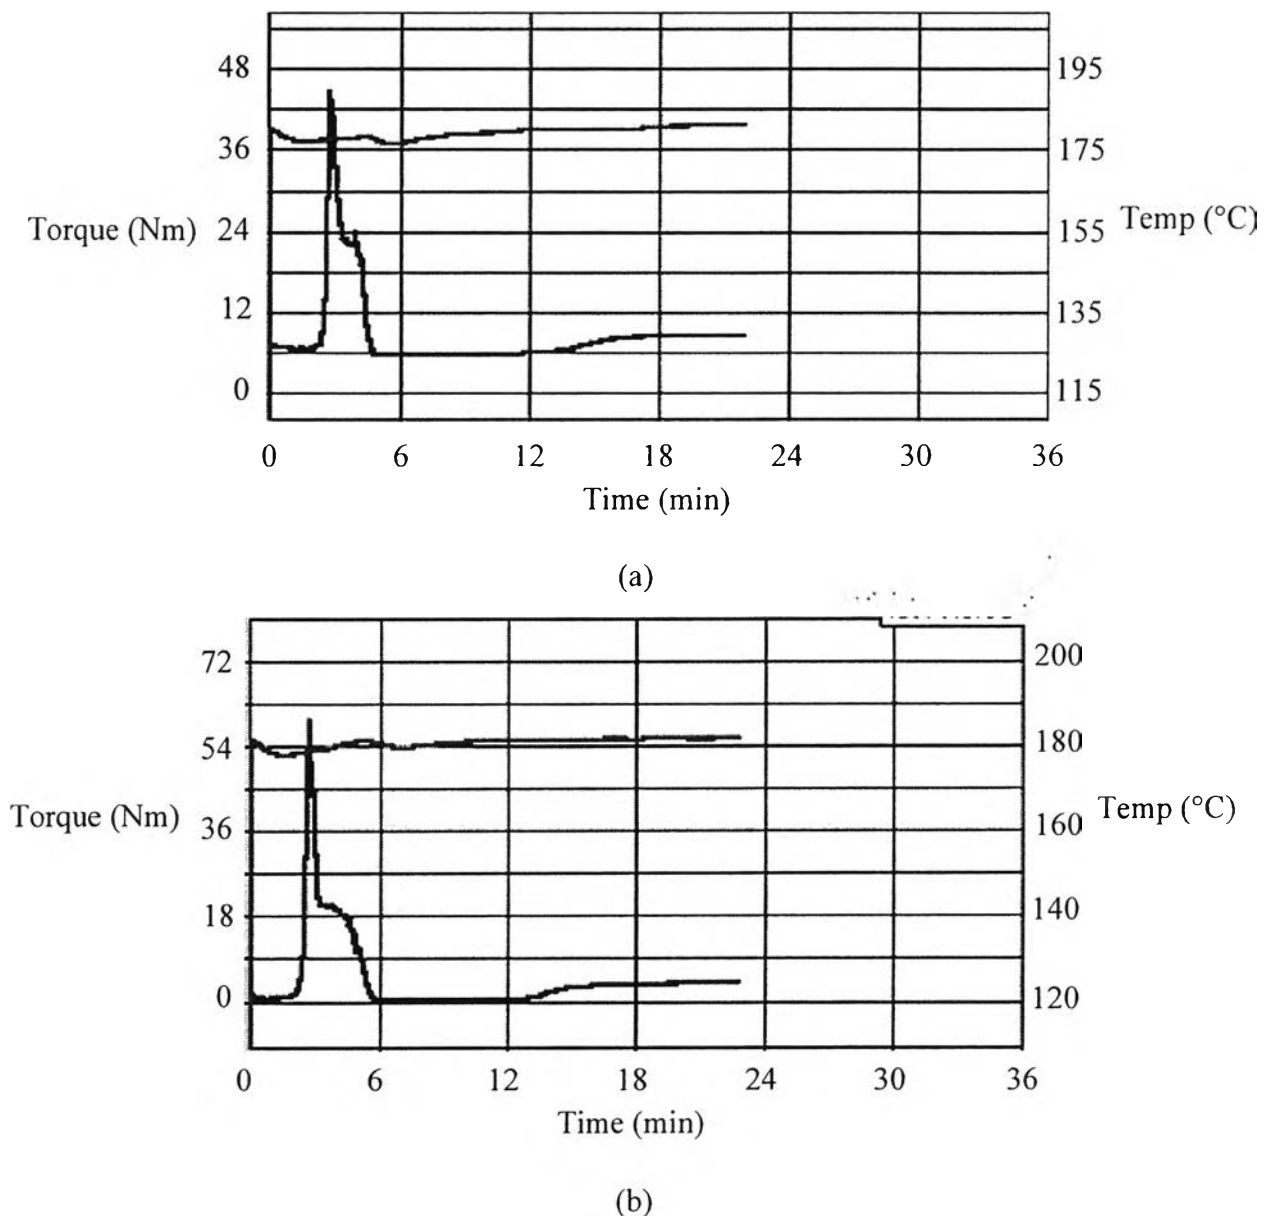 48 195
36 175
Torque (Nm) 24 155 Temp (°C)
12 135
0 115
0 6 12 18 24 30 36
Time (min)
(a)
72 200
54 180
Torque (Nm) 36 160 Temp (°C)
18 140
0 120
0 6 12 18 24 30 36
Time (min)
(b)